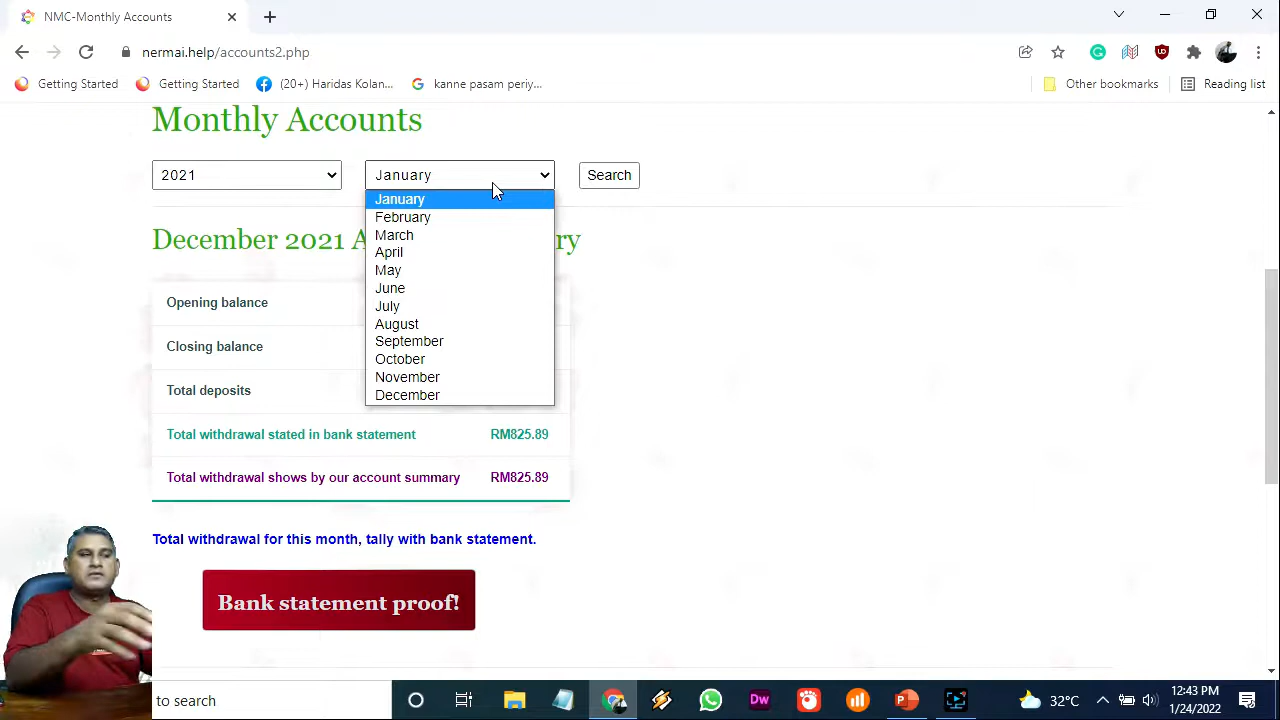 NMC-Monthly Accounts
nermai.help/accounts2.php
Getting Started
Getting Started
(20+) Haridas Kolan...
kanne pasam periy...
Other bookmarks
Reading list
Monthly Accounts
2021
January
Search
January
February
March
April
May
June
July
August
September
October
November
December
December 2021 A
ry
Opening balance
Closing balance
Total deposits
Total withdrawal stated in bank statement RM825.89
Total withdrawal shows by our account summary RM825.89
Total withdrawal for this month, tally with bank statement.
Bank statement proof!
to search
Dw
32°C
12:43 PM
1/24/2022